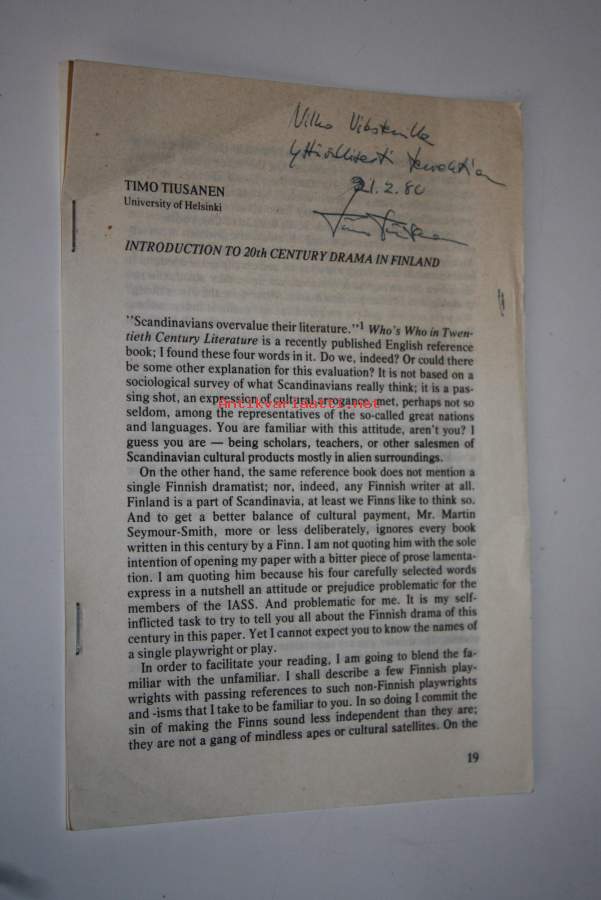 Vilho Vibstenille
ystävällisesti
21.2.80
TIMO TIUSANEN
University of Helsinki
INTRODUCTION TO 20th CENTURY DRAMA IN FINLAND
"Scandinavians overvalue their literature."1 Who's Who in Twen-
tieth Century Literature is a recently published English reference
book; I found these four words in it. Do we, indeed? Or could there
be some other explanation for this evaluation? It is not based on a
sociological survey of what Scandinavians really think; it is a pas-
sing shot, an expression of cultural arrogance met, perhaps not so
antikvariaatti.net
seldom, among the representatives of the so-called great nations
and languages. You are familiar with this attitude, aren't you? I
guess you are — being scholars, teachers, or other salesmen of
Scandinavian cultural products mostly in alien surroundings.
On the other hand, the same reference book does not mention a
single Finnish dramatist; nor, indeed, any Finnish writer at all.
Finland is a part of Scandinavia, at least we Finns like to think so.
And to get a better balance of cultural payment, Mr. Martin
Seymour-Smith, more or less deliberately, ignores every book
written in this century by a Finn. I am not quoting him with the sole
intention of opening my paper with a bitter piece of prose lamenta-
tion. I am quoting him because his four carefully selected words
express in a nutshell an attitude or prejudice problematic for the
members of the IASS. And problematic for me. It is my self-
inflicted task to try to tell you all about the Finnish drama of this
century in this paper. Yet I cannot expect you to know the names of
a single playwright or play.
In order to facilitate your reading, I am going to blend the fa-
miliar with the unfamiliar. I shall describe a few Finnish play-
wrights with passing references to such non-Finnish playwrights
and -isms that I take to be familiar to you. In so doing I commit the
sin of making the Finns sound less independent than they are;
they are not a gang of mindless apes or cultural satellites. On the
19